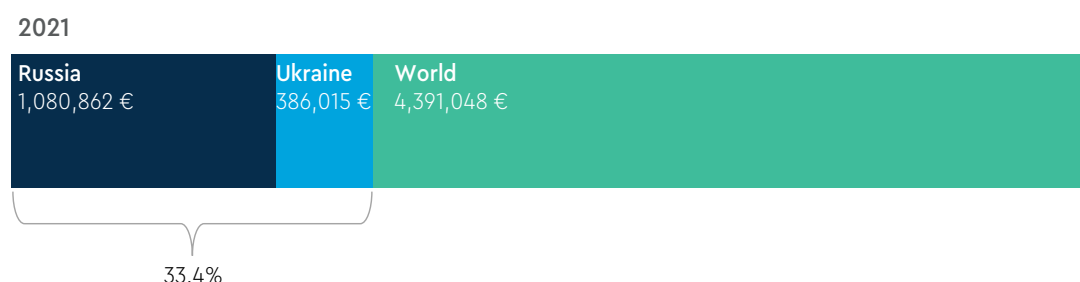 2021
Russia
1,080,862 €
Ukraine
386,015 €
World
4,391,048 €
33.4%